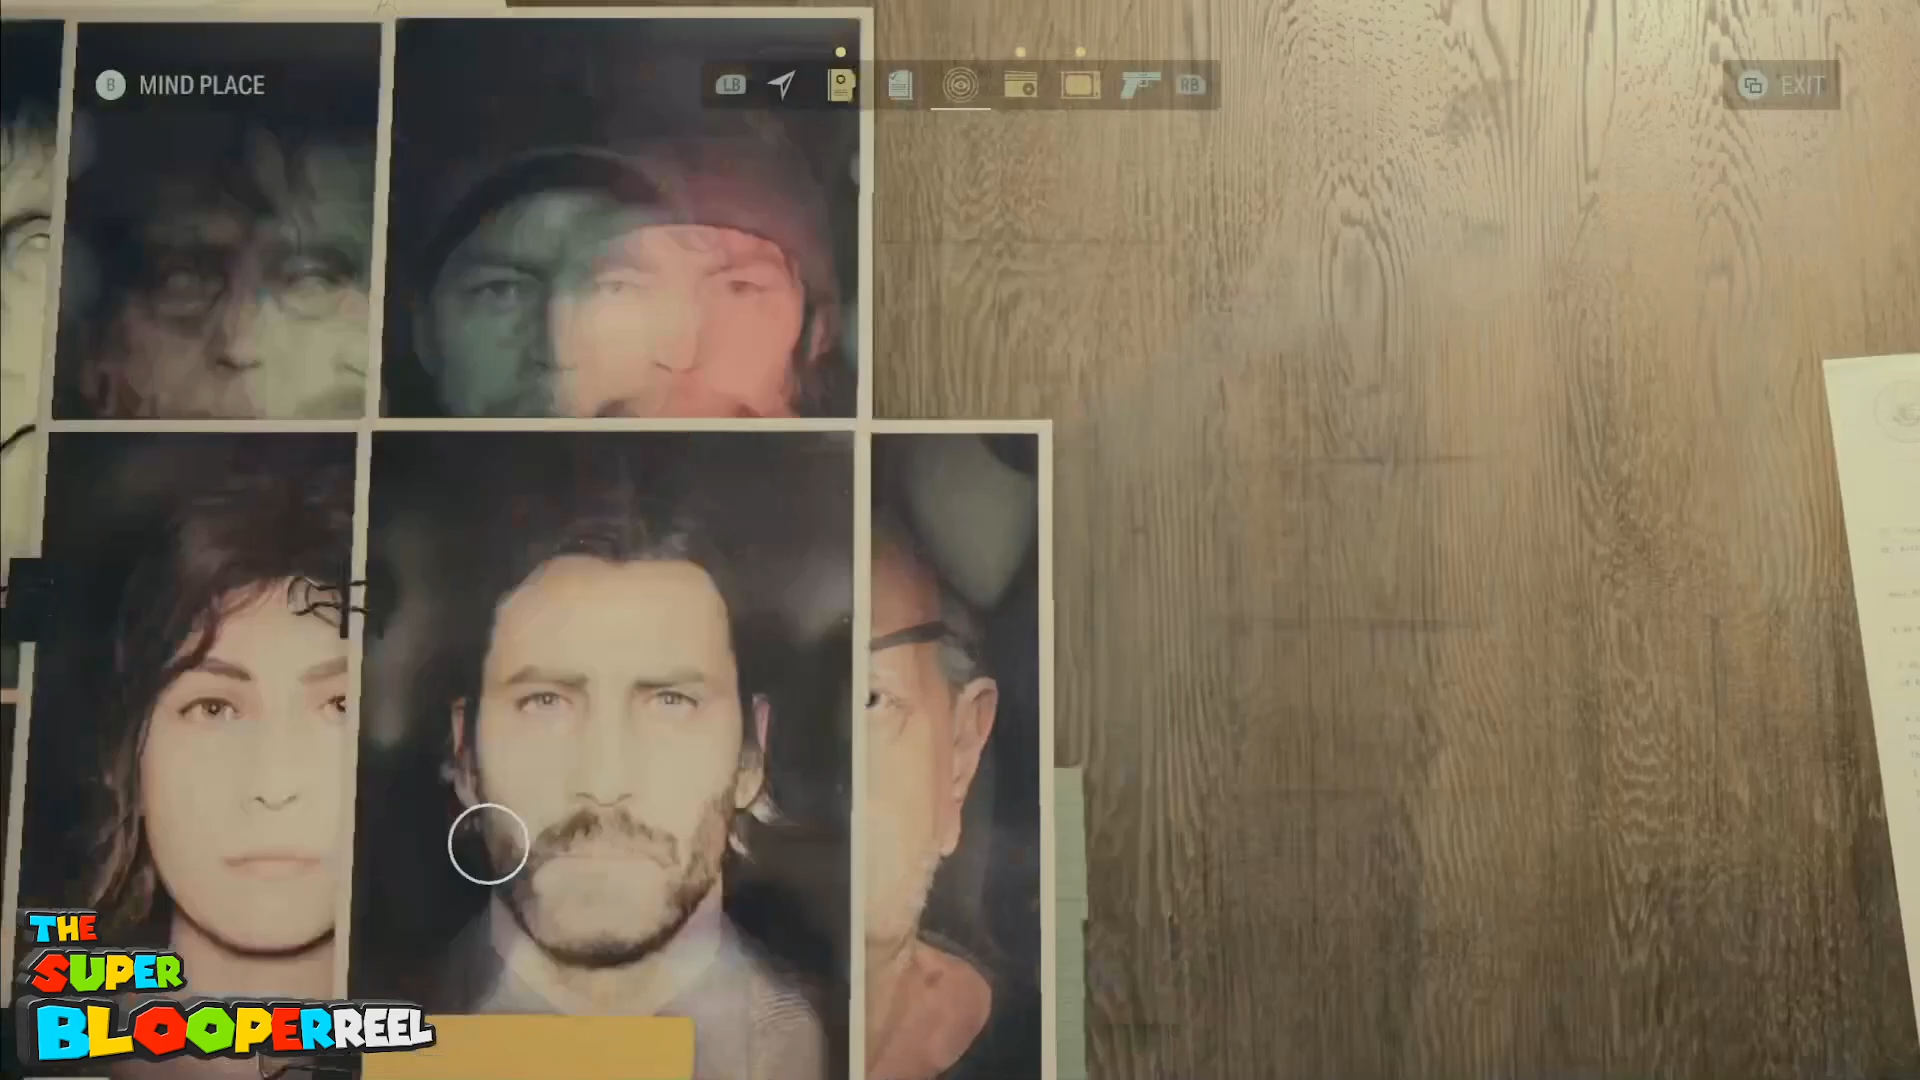 B MIND PLACE
LB
RB
EXIT
THE
SUPER
BLOOPERREEL